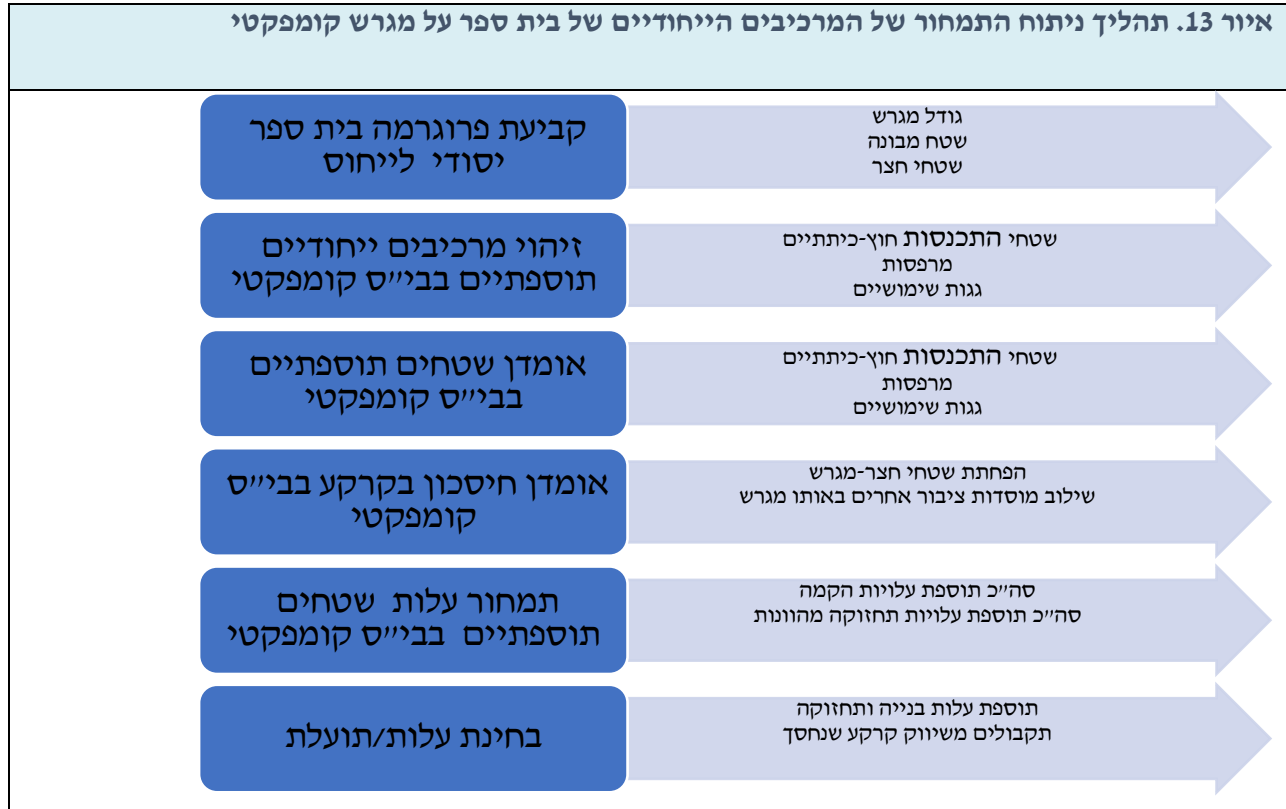 איור 13. תהליך ניתוח התמחור של המרכיבים הייחודיים של בית ספר על מגרש קומפקטי
קביעת פרוגרמה בית ספר
יסודי לייחוס
גודל מגרש
שטח מבונה
שטחי חצר
זיהוי מרכיבים ייחודיים
תוספתיים בבי״ס קומפקטי
שטחי התכנסות חוץ-כיתתיים
מרפסות
גגות שימושיים
אומדן שטחים תוספתיים
בבי״ס קומפקטי
שטחי התכנסות חוץ-כיתתיים
מרפסות
גגות שימושיים
אומדן חיסכון בקרקע בבי״ס
קומפקטי
הפחתת שטחי חצר-מגרש
שילוב מוסדות ציבור אחרים באותו מגרש
תמחור עלות שטחים
תוספתיים בבי״ס קומפקטי
סה״כ תוספת עלויות הקמה
סה״כ תוספת עלויות תחזוקה מהוונות
בחינת עלות/תועלת
תוספת עלות בנייה ותחזוקה
תקבולים משיווק קרקע שנחסך